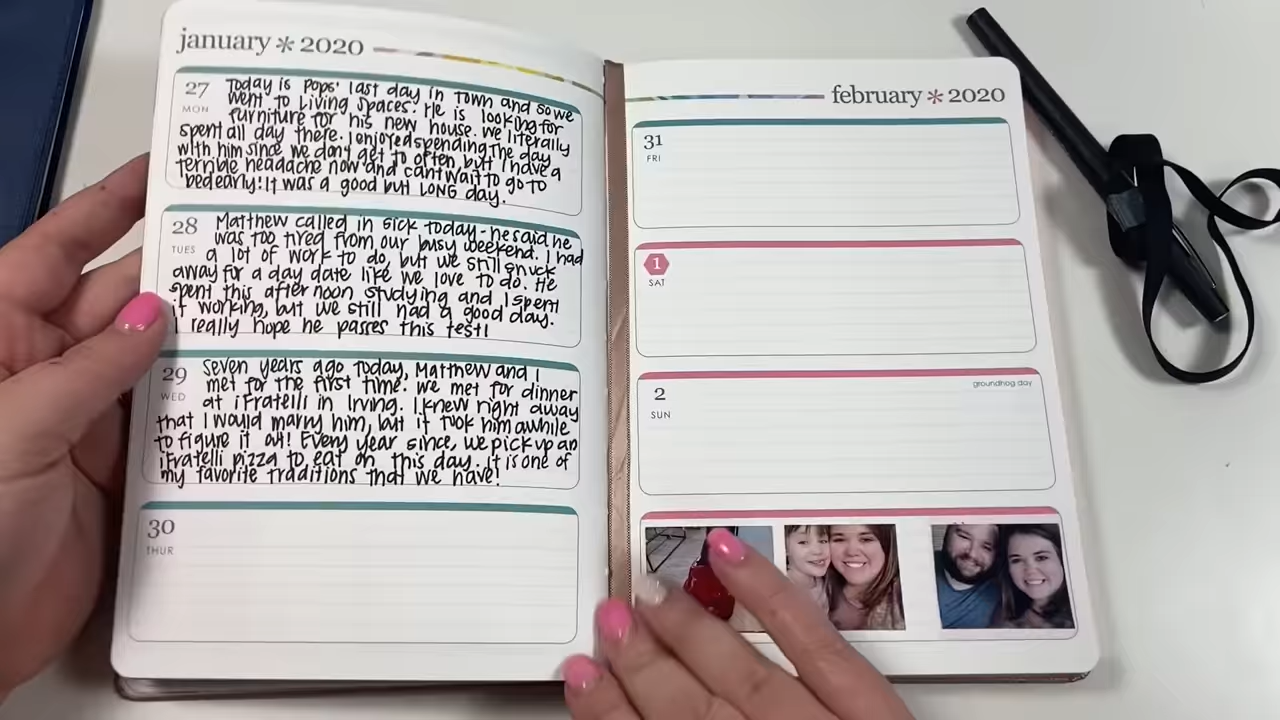 january * 2020
27
MON
Today is Pops' last day in town and so we
went to Living Spaces. He is looking for
furniture for his new house. We literally
spent all day there. I enjoyed spending the day
with him since we don't get to often, but I have a
terrible headache now and can't wait to go to
bed early! It was a good but LONG day.
28
TUES
Matthew called in sick today - he said he
was too tired from our busy weekend. I had
a lot of work to do, but we still snuck
away for a day date like we love to do. He
spent this afternoon studying and I spent
it working, but we still had a good day.
I really hope he passes this test!
29
WED
Seven years ago today, Matthew and I
met for the first time! We met for dinner
at iFratelli in Irving. I knew right away
that I would marry him, but it took him awhile
to figure it out! Every year since, we pick up an
iFratelli pizza to eat on this day. It is one of
my favorite traditions that we have!
30
THUR
february * 2020
31
FRI
1
SAT
groundhog day
2
SUN